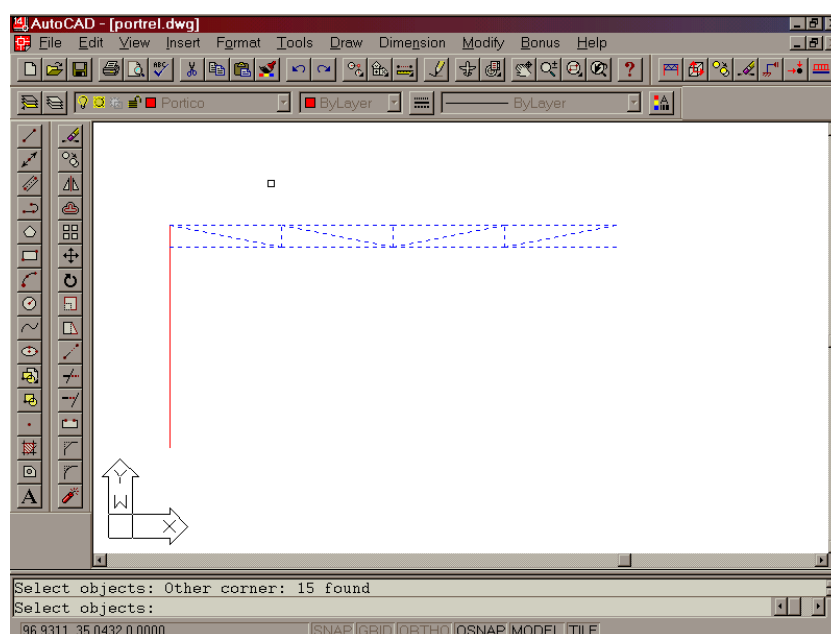 AutoCAD - [portrel.dwg]
File Edit View Insert Format Tools Draw Dimension Modify Bonus Help
Portico ByLayer ByLayer
Y
W
X
A
Select objects: Other corner: 15 found
Select objects:
96.9311, 35.0432, 0.0000 SNAP GRID ORTHO OSNAP MODEL TILE